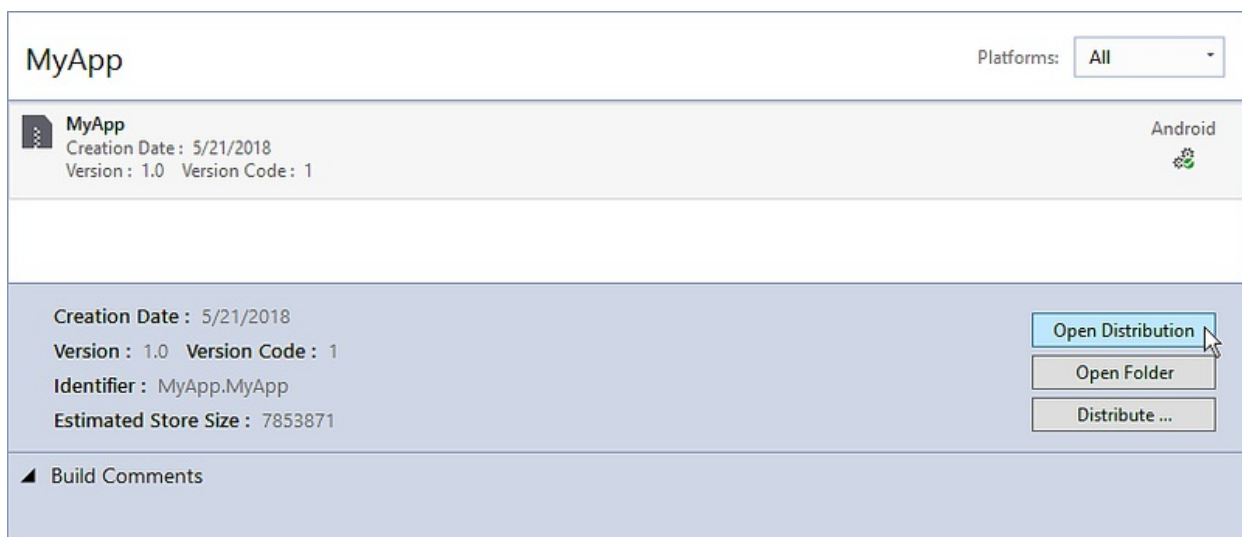 MyApp
Platforms: All
MyApp
Creation Date : 5/21/2018
Version : 1.0 Version Code : 1
Android
Creation Date : 5/21/2018
Version : 1.0 Version Code : 1
Identifier : MyApp.MyApp
Estimated Store Size : 7853871
Open Distribution
Open Folder
Distribute ...
Build Comments